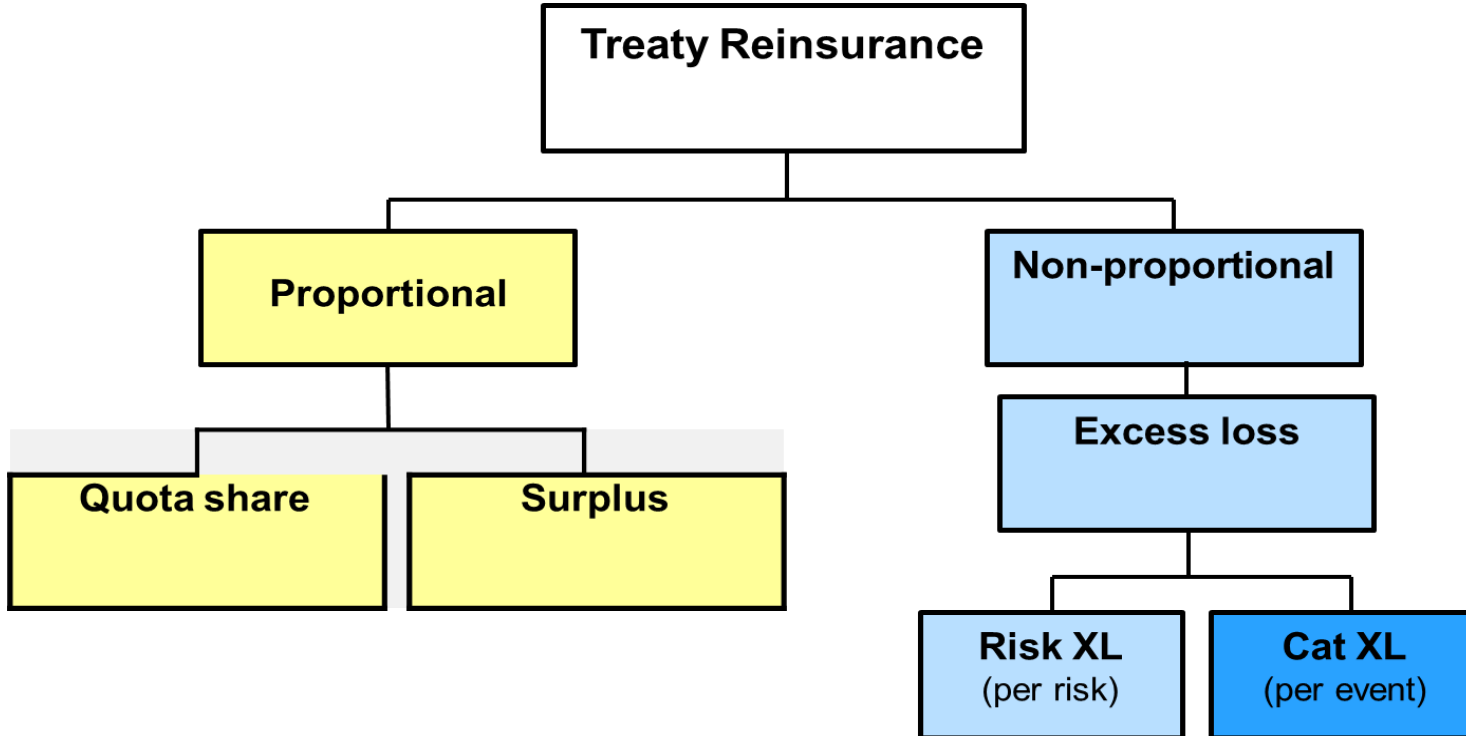 Treaty Reinsurance
Proportional
Non-proportional
Excess loss
Quota share
Surplus
Risk XL
(per risk)
Cat XL
(per event)